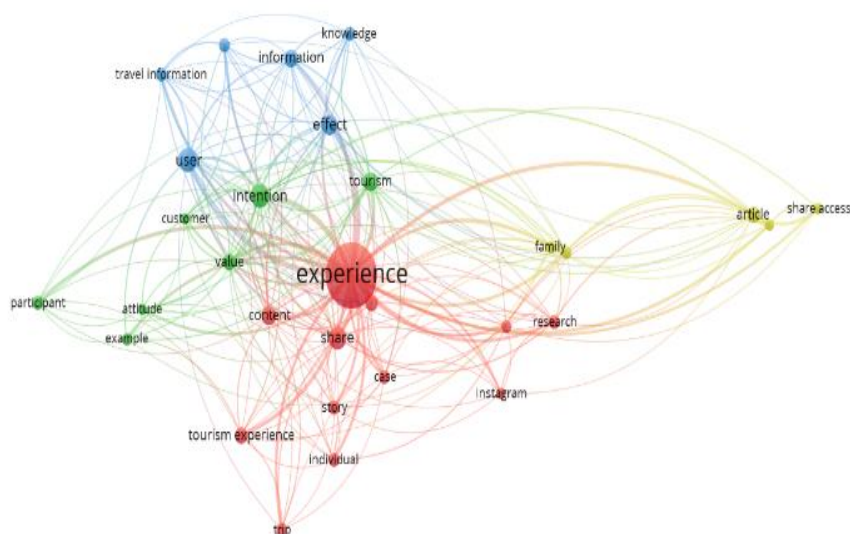 knowledge
information
travel information
effect
user
tourism
intention
share access
article
customer
family
value
experience
participant
attitude
content
research
example
share
case
instagram
story
tourism experience
individual
trip